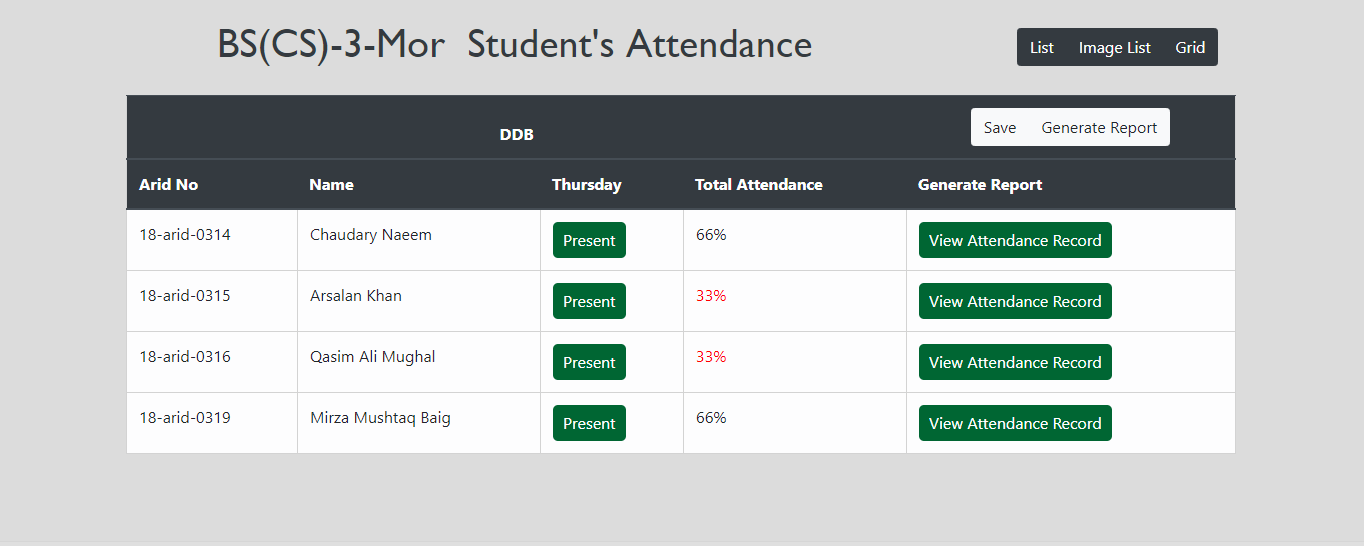 BS(CS)-3-Mor Student's Attendance
List Image List Grid
DDB
Save Generate Report
Arid No Name Thursday Total Attendance Generate Report
18-arid-0314 Chaudary Naeem Present 66% View Attendance Record
18-arid-0315 Arsalan Khan Present 33% View Attendance Record
18-arid-0316 Qasim Ali Mughal Present 33% View Attendance Record
18-arid-0319 Mirza Mushtaq Baig Present 66% View Attendance Record